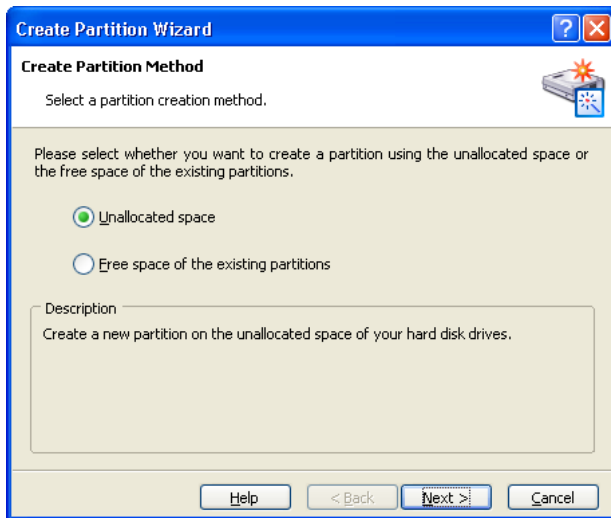 Create Partition Wizard
Create Partition Method
Select a partition creation method.
Please select whether you want to create a partition using the unallocated space or
the free space of the existing partitions.
Unallocated space
Free space of the existing partitions
Description
Create a new partition on the unallocated space of your hard disk drives.
Help < Back Next > Cancel